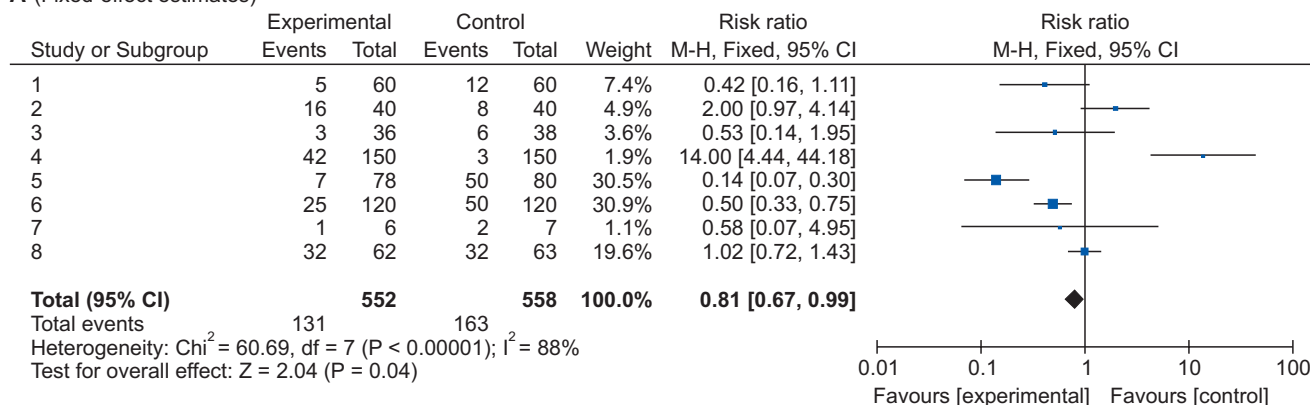 A (Fixed-effect estimates)
Experimental Control Risk ratio Risk ratio
Study or Subgroup Events Total Events Total Weight M-H, Fixed, 95% CI M-H, Fixed, 95% CI
1 5 60 12 60 7.4% 0.42 [0.16, 1.11]
2 16 40 8 40 4.9% 2.00 [0.97, 4.14]
3 3 36 6 38 3.6% 0.53 [0.14, 1.95]
4 42 150 3 150 1.9% 14.00 [4.44, 44.18]
5 7 78 50 80 30.5% 0.14 [0.07, 0.30]
6 25 120 50 120 30.9% 0.50 [0.33, 0.75]
7 1 6 2 7 1.1% 0.58 [0.07, 4.95]
8 32 62 32 63 19.6% 1.02 [0.72, 1.43]
Total (95% CI) 552 558 100.0% 0.81 [0.67, 0.99]
Total events 131 163
Heterogeneity: Chi² = 60.69, df = 7 (P < 0.00001); I² = 88%
Test for overall effect: Z = 2.04 (P = 0.04)
0.01 0.1 1 10 100
Favours [experimental] Favours [control]